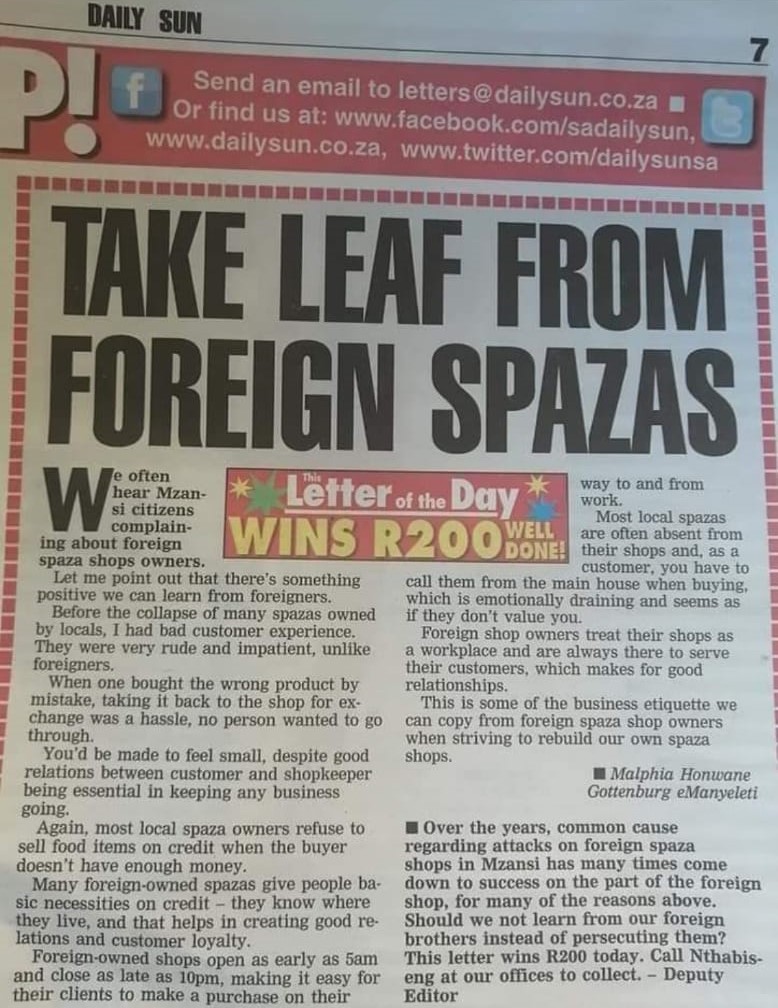 DAILY SUN
7
P!
f
Send an email to letters@dailysun.co.za ■
Or find us at: www.facebook.com/sadailysun,
www.dailysun.co.za, www.twitter.com/dailysunsa
TAKE LEAF FROM
FOREIGN SPAZAS
This
Letter of the Day
WINS R200 WELL
DONE!
We often
hear Mzan-
si citizens
complain-
ing about foreign
spaza shops owners.
Let me point out that there's something
positive we can learn from foreigners.
Before the collapse of many spazas owned
by locals, I had bad customer experience.
They were very rude and impatient, unlike
foreigners.
When one bought the wrong product by
mistake, taking it back to the shop for ex-
change was a hassle, no person wanted to go
through.
You'd be made to feel small, despite good
relations between customer and shopkeeper
being essential in keeping any business
going.
Again, most local spaza owners refuse to
sell food items on credit when the buyer
doesn't have enough money.
Many foreign-owned spazas give people ba-
sic necessities on credit – they know where
they live, and that helps in creating good re-
lations and customer loyalty.
Foreign-owned shops open as early as 5am
and close as late as 10pm, making it easy for
their clients to make a purchase on their
way to and from
work.
Most local spazas
are often absent from
their shops and, as a
customer, you have to
call them from the main house when buying,
which is emotionally draining and seems as
if they don't value you.
Foreign shop owners treat their shops as
a workplace and are always there to serve
their customers, which makes for good
relationships.
This is some of the business etiquette we
can copy from foreign spaza shop owners
when striving to rebuild our own spaza
shops.
■ Malphia Honwane
Gottenburg eManyeleti
■ Over the years, common cause
regarding attacks on foreign spaza
shops in Mzansi has many times come
down to success on the part of the foreign
shop, for many of the reasons above.
Should we not learn from our foreign
brothers instead of persecuting them?
This letter wins R200 today. Call Nthabis-
eng at our offices to collect. – Deputy
Editor